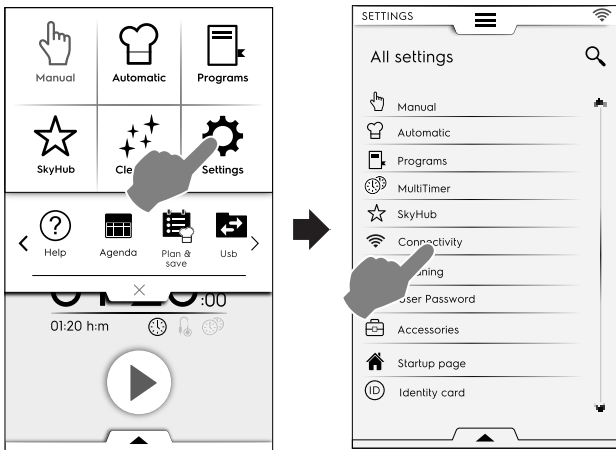 Manual Automatic Programs
SkyHub Settings
Help Agenda Plan & save Usb
:00
01:20 h:m
SETTINGS
All settings
Manual
Automatic
Programs
MultiTimer
SkyHub
Connectivity
User Password
Accessories
ID Identity card
Startup page